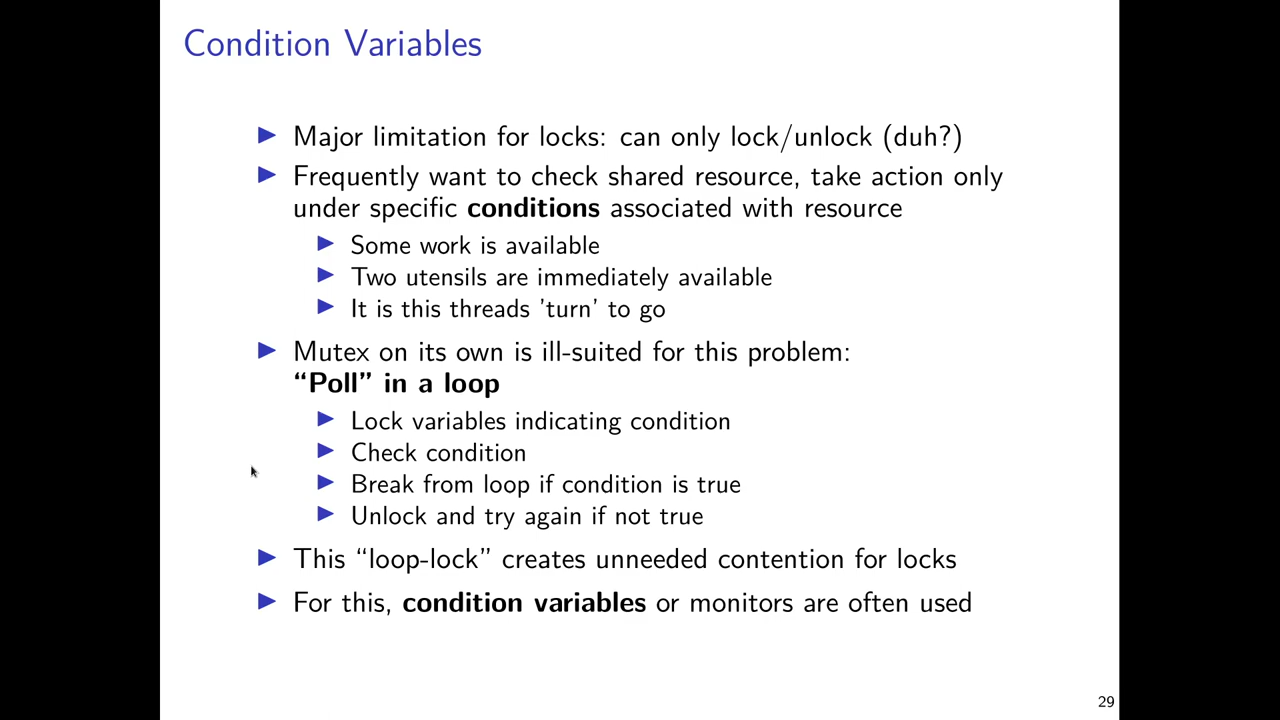 Condition Variables
Major limitation for locks: can only lock/unlock (duh?)
Frequently want to check shared resource, take action only
under specific conditions associated with resource
Some work is available
Two utensils are immediately available
It is this threads 'turn' to go
Mutex on its own is ill-suited for this problem:
“Poll” in a loop
Lock variables indicating condition
Check condition
Break from loop if condition is true
Unlock and try again if not true
This “loop-lock” creates unneeded contention for locks
For this, condition variables or monitors are often used
29